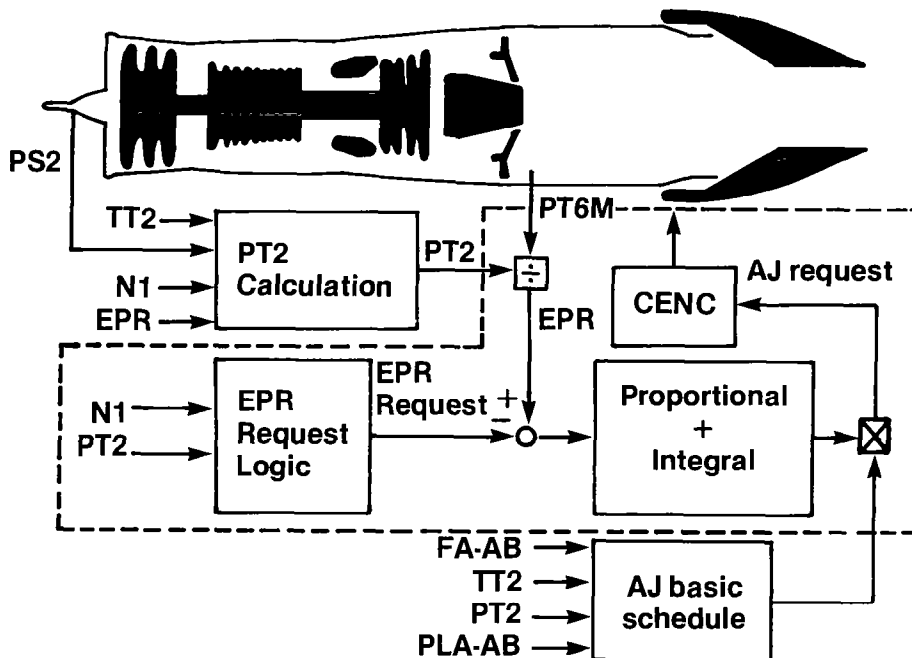 PS2
PT6M
TT2
PT2
Calculation
PT2
÷
N1
EPR
EPR
CENC
AJ request
N1
PT2
EPR
Request
Logic
EPR
Request
+
−
Proportional
+
Integral
FA-AB
TT2
PT2
PLA-AB
AJ basic
schedule